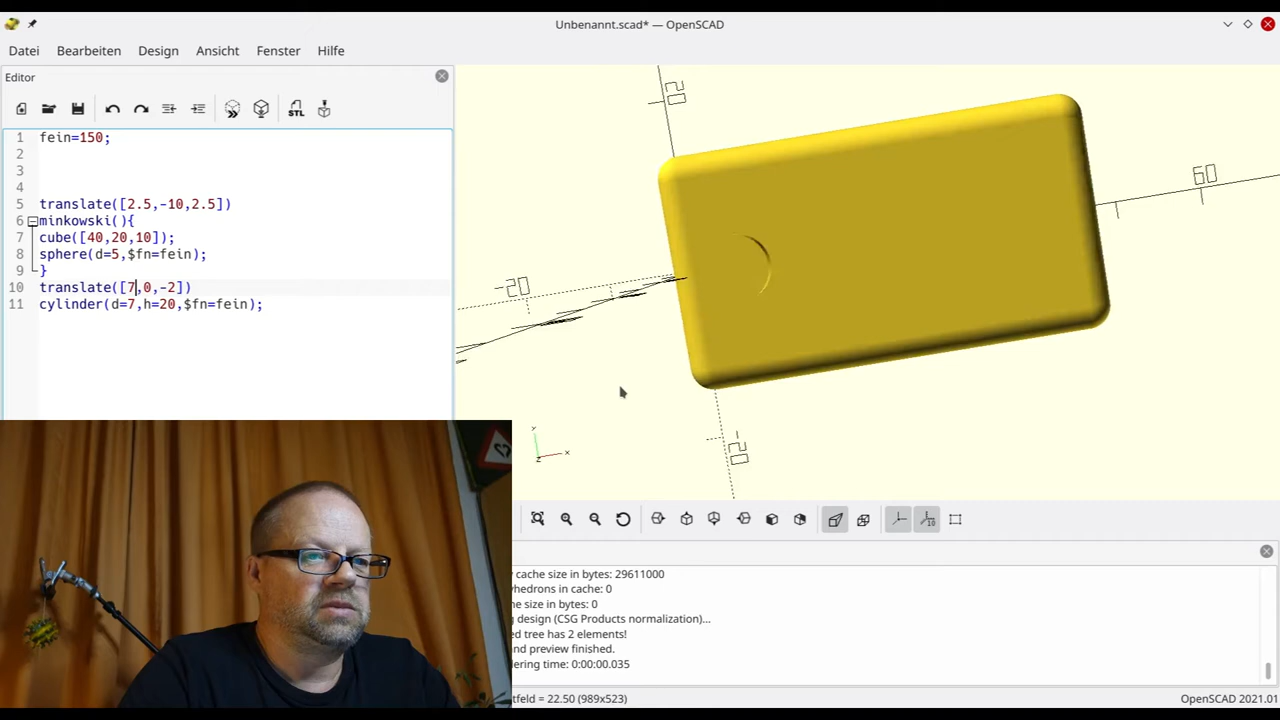 Unbenannt.scad* — OpenSCAD
Datei Bearbeiten Design Ansicht Fenster Hilfe
Editor
STL
1 fein=150;
2
3
4
5 translate([2.5,-10,2.5])
6 minkowski(){
7 cube([40,20,10]);
8 sphere(d=5,$fn=fein);
9 }
10 translate([7,0,-2])
11 cylinder(d=7,h=20,$fn=fein);
20
60
-20
-20
y
x
z
10
cache size in bytes: 29611000
hedrons in cache: 0
size in bytes: 0
design (CSG Products normalization)...
tree has 2 elements!
preview finished.
ering time: 0:00:00.035
tfeld = 22.50 (989x523)
OpenSCAD 2021.01